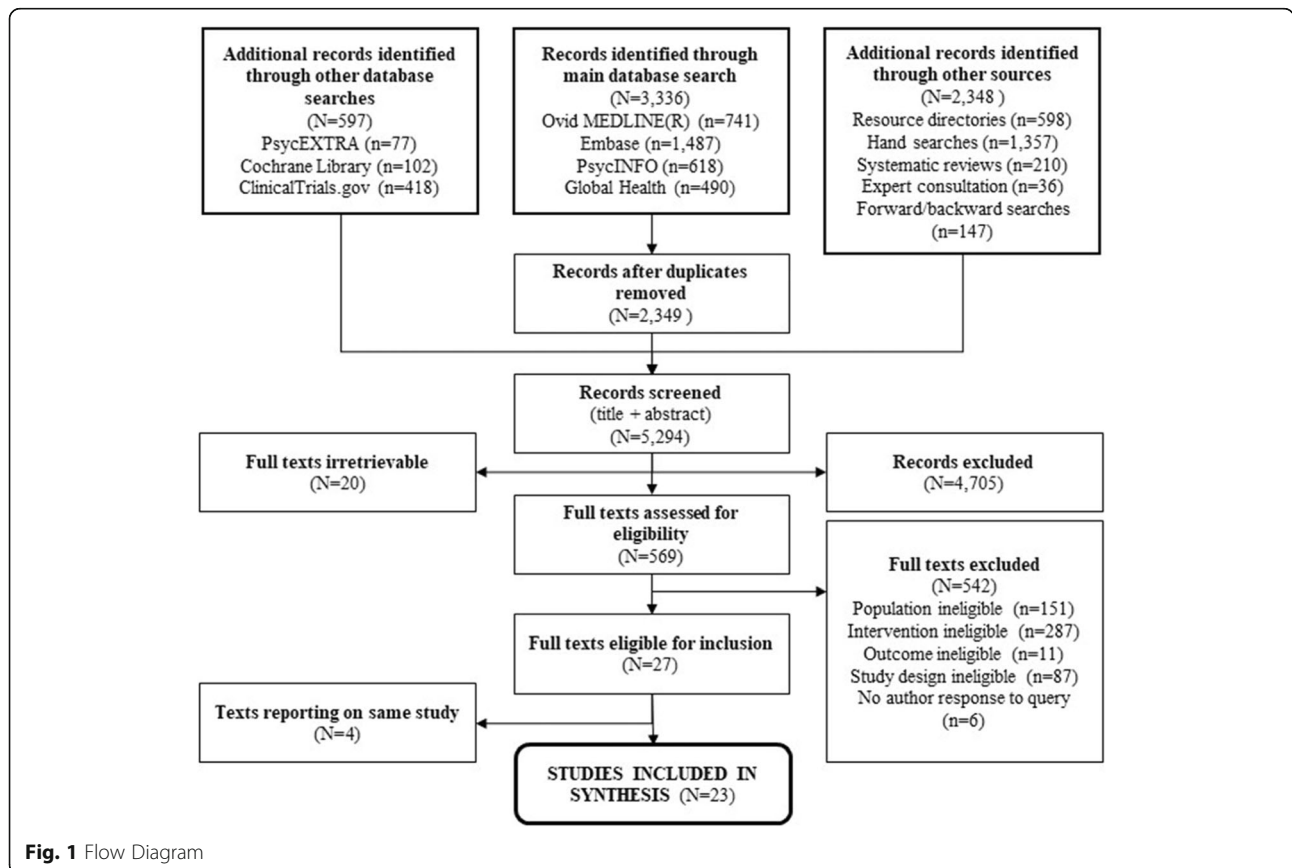 Additional records identified
through other database
searches
(N=597)
PsycEXTRA (n=77)
Cochrane Library (n=102)
ClinicalTrials.gov (n=418)
Records identified through
main database search
(N=3,336)
Ovid MEDLINE(R) (n=741)
Embase (n=1,487)
PsycINFO (n=618)
Global Health (n=490)
Additional records identified
through other sources
(N=2,348 )
Resource directories (n=598)
Hand searches (n=1,357)
Systematic reviews (n=210)
Expert consultation (n=36)
Forward/backward searches
(n=147)
Records after duplicates
removed
(N=2,349 )
Records screened
(title + abstract)
(N=5,294)
Full texts irretrievable
(N=20)
Records excluded
(N=4,705)
Full texts assessed for
eligibility
(N=569)
Full texts excluded
(N=542)
Population ineligible (n=151)
Intervention ineligible (n=287)
Outcome ineligible (n=11)
Study design ineligible (n=87)
No author response to query
(n=6)
Full texts eligible for inclusion
(N=27)
Texts reporting on same study
(N=4)
STUDIES INCLUDED IN
SYNTHESIS (N=23)
Fig. 1 Flow Diagram